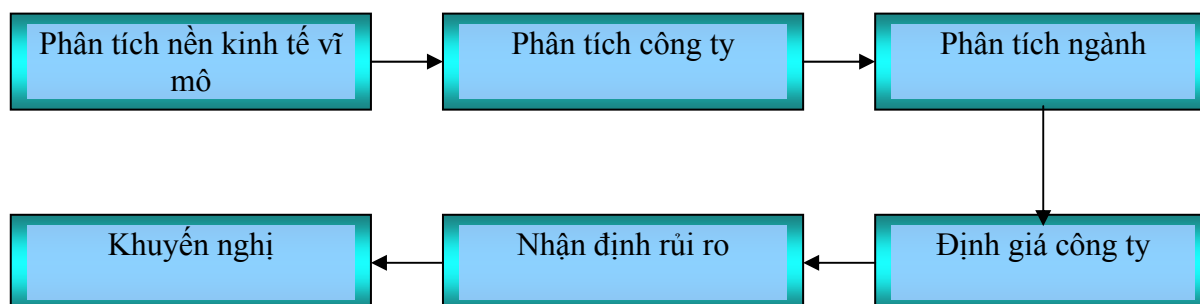 Phân tích nền kinh tế vĩ
mô
Phân tích công ty
Phân tích ngành
Định giá công ty
Nhận định rủi ro
Khuyến nghị